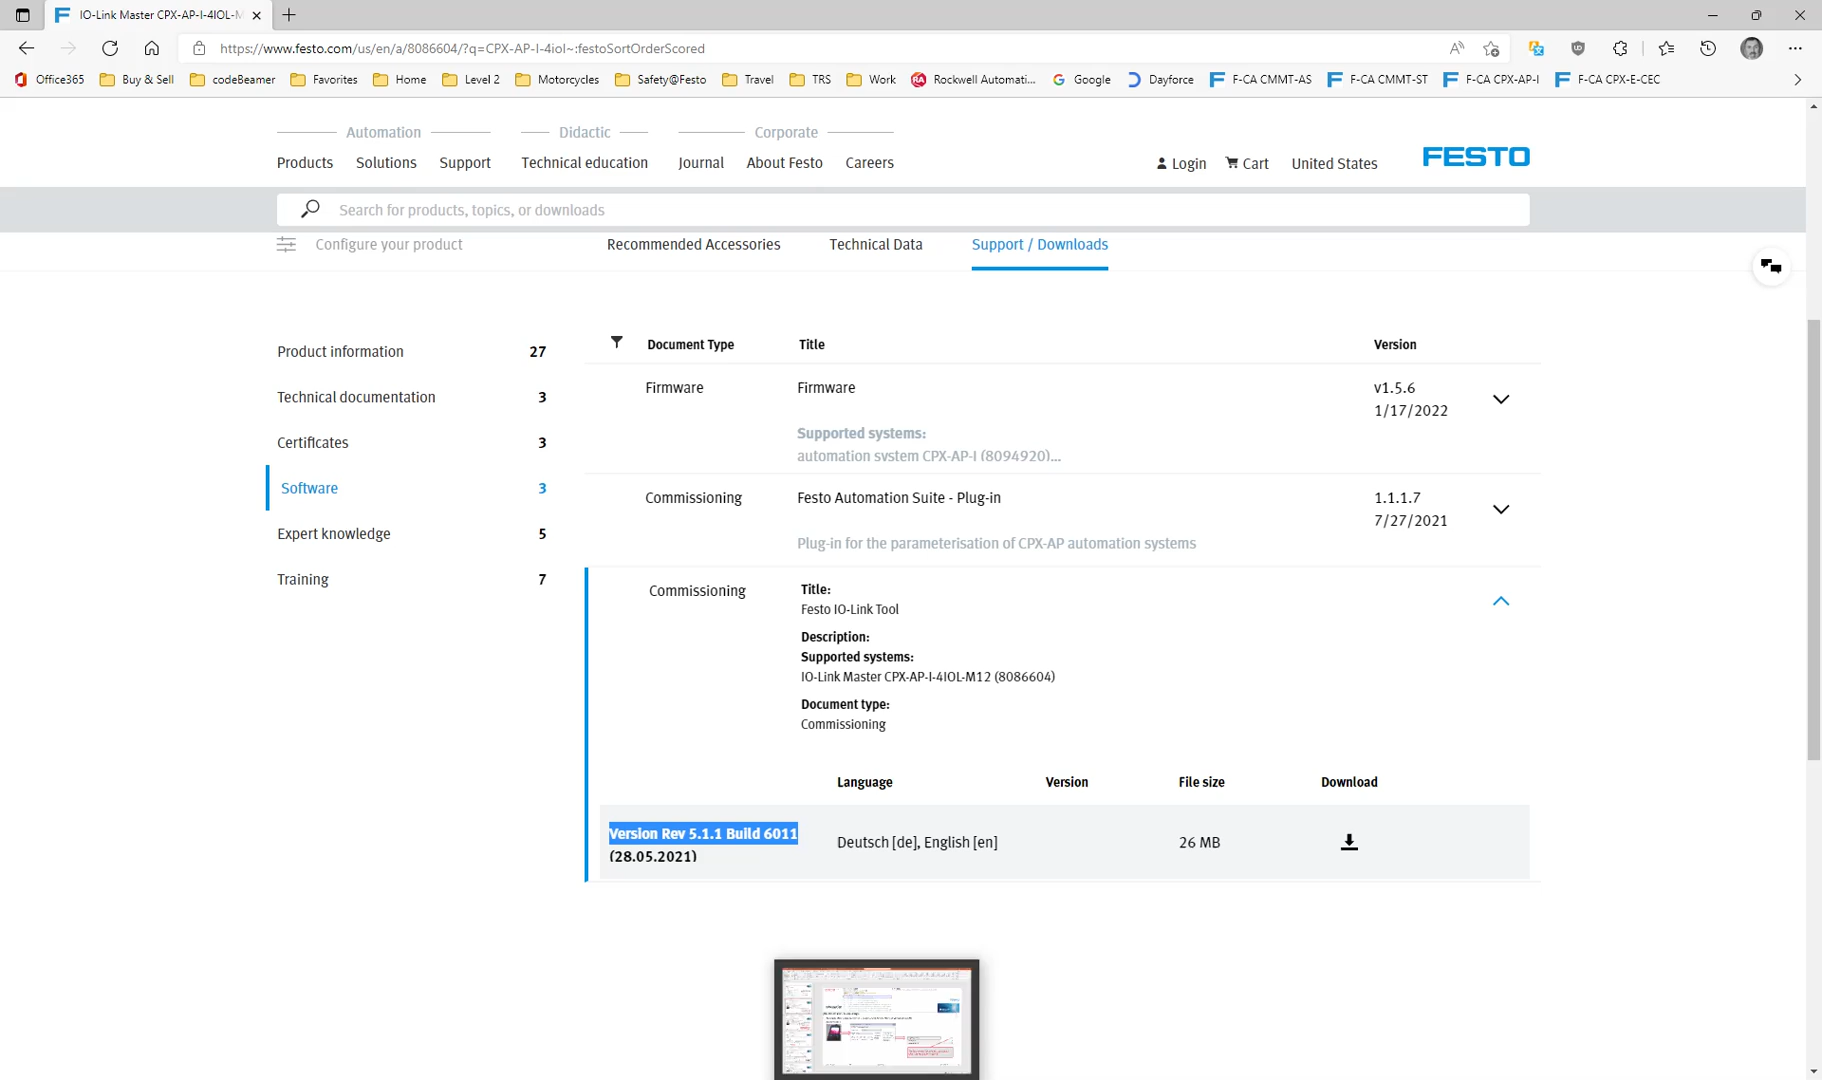 IO-Link Master CPX-AP-I-4IOL-M
https://www.festo.com/us/en/a/8086604/?q=CPX-AP-I-4iol~:festoSortOrderScored
Office365 Buy & Sell codeBeamer Favorites Home Level 2 Motorcycles Safety@Festo Travel TRS Work Rockwell Automati... Google Dayforce F-CA CMMT-AS F-CA CMMT-ST F-CA CPX-AP-I F-CA CPX-E-CEC
Automation Didactic Corporate
Products Solutions Support Technical education Journal About Festo Careers Login Cart United States FESTO
Search for products, topics, or downloads
Configure your product Recommended Accessories Technical Data Support / Downloads
Document Type Title Version
Product information 27
Technical documentation 3
Certificates 3
Software 3
Expert knowledge 5
Training 7
Firmware Firmware v1.5.6
1/17/2022
Supported systems:
automation system CPX-AP-I (8094920)...
Commissioning Festo Automation Suite - Plug-in 1.1.1.7
7/27/2021
Plug-in for the parameterisation of CPX-AP automation systems
Commissioning Title:
Festo IO-Link Tool
Description:
Supported systems:
IO-Link Master CPX-AP-I-4IOL-M12 (8086604)
Document type:
Commissioning
Language Version File size Download
Version Rev 5.1.1 Build 6011
(28.05.2021) Deutsch [de], English [en] 26 MB